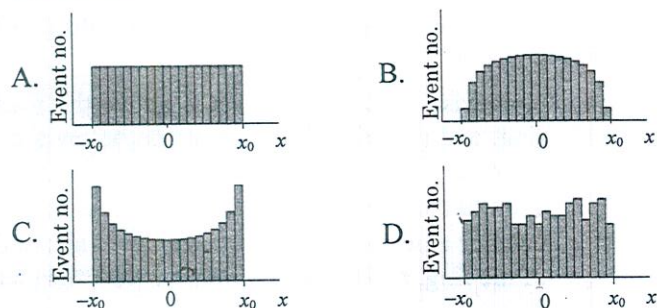 A.
Event no.
−x₀ 0 x₀ x
B.
Event no.
−x₀ 0 x₀ x
C.
Event no.
−x₀ 0 x₀ x
D.
Event no.
−x₀ 0 x₀ x